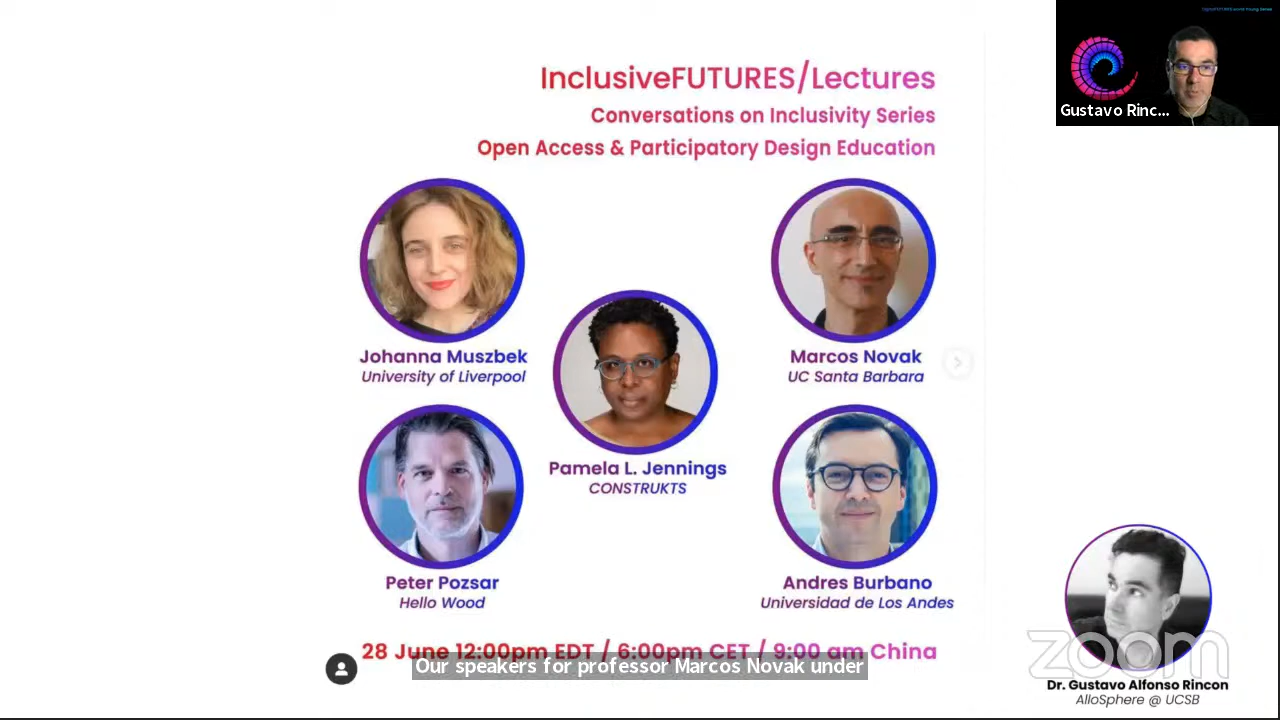 InclusiveFUTURES/Lectures
Conversations on Inclusivity Series
Open Access & Participatory Design Education
Gustavo Rinc...
Johanna Muszbek
University of Liverpool
Marcos Novak
UC Santa Barbara
Pamela L. Jennings
CONSTRUKTS
Peter Pozsar
Hello Wood
Andres Burbano
Universidad de Los Andes
28 June 12:00pm EDT / 6:00pm CET / 9:00 am China
Our speakers for professor Marcos Novak under
zoom
Dr. Gustavo Alfonso Rincon
AlloSphere @ UCSB